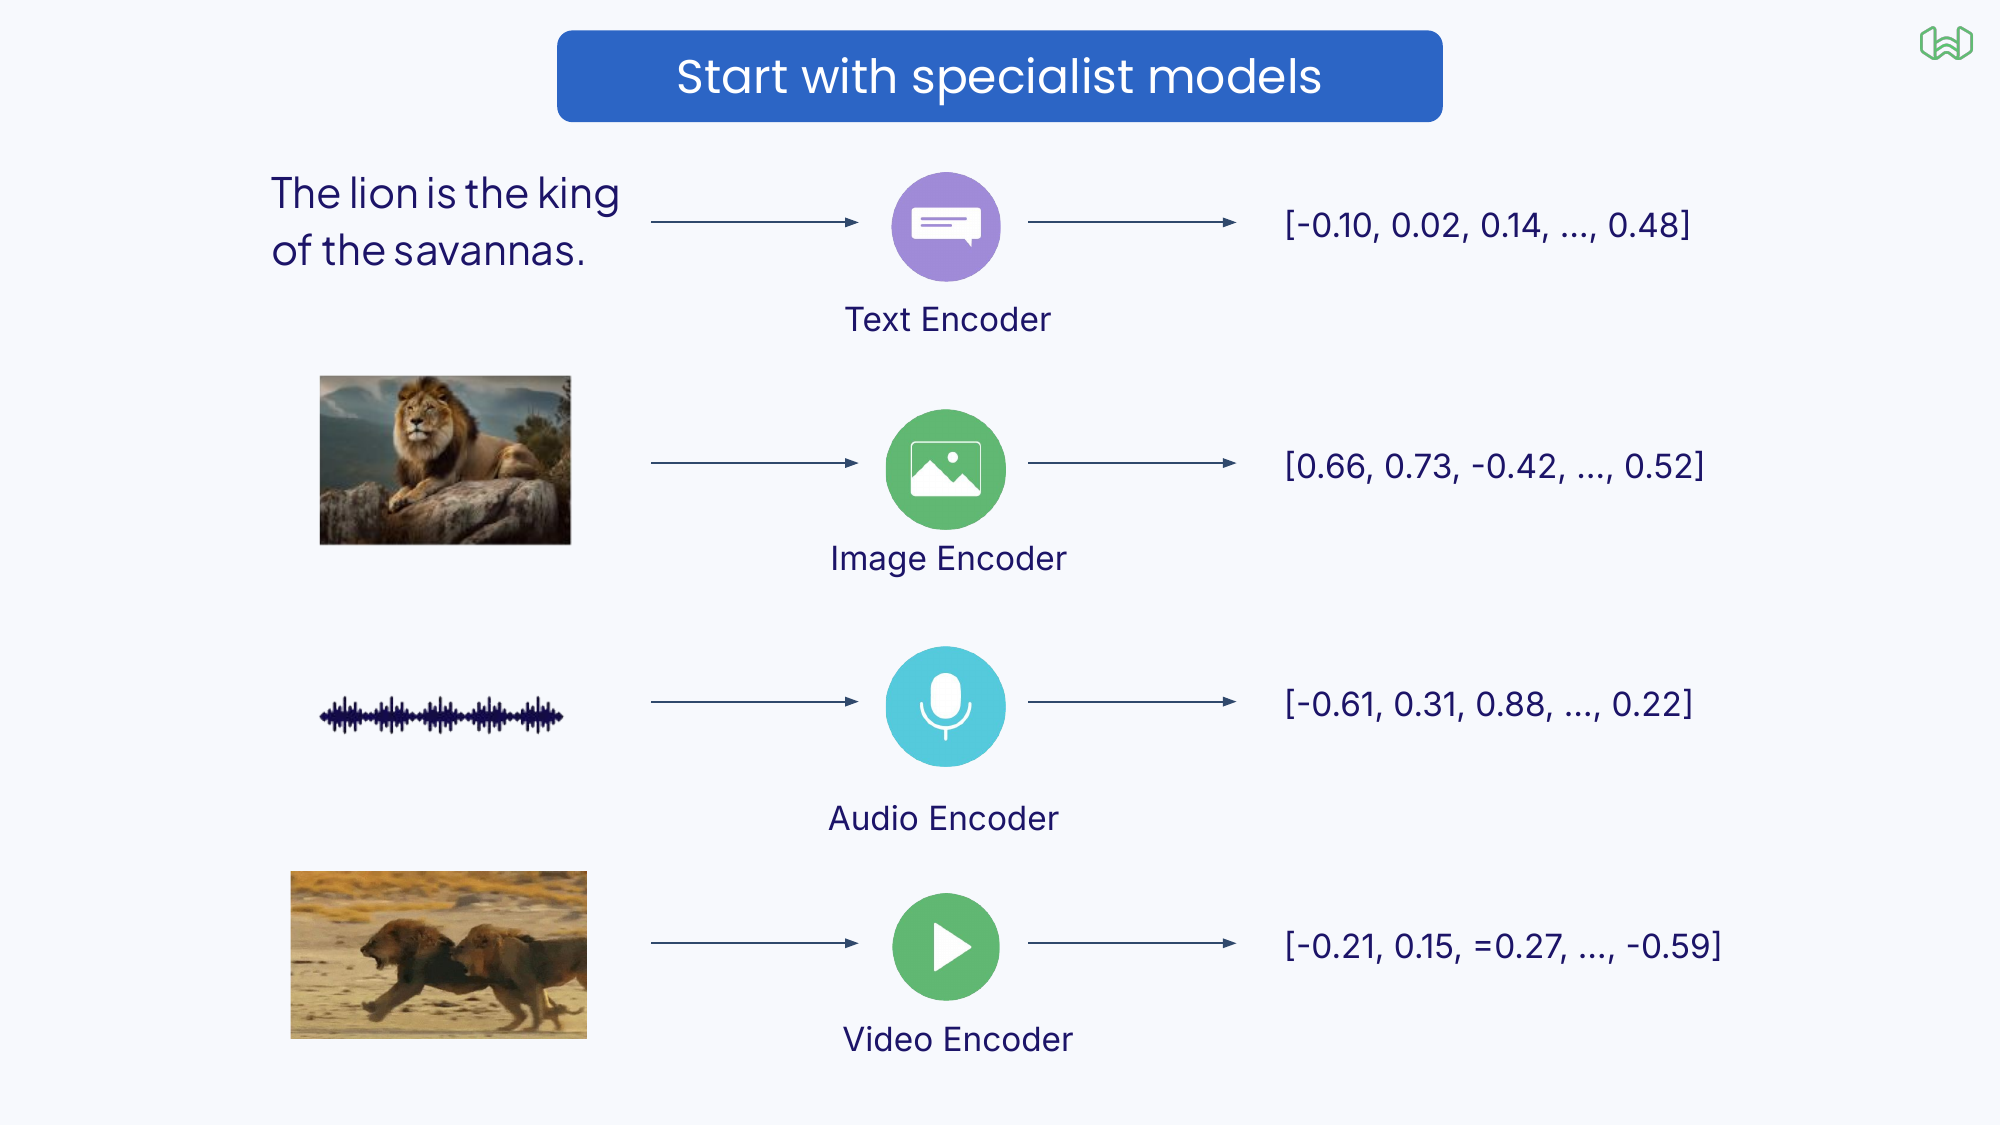 Start with specialist models
The lion is the king
of the savannas.
[-0.10, 0.02, 0.14, ..., 0.48]
Text Encoder
[0.66, 0.73, -0.42, ..., 0.52]
Image Encoder
[-0.61, 0.31, 0.88, ..., 0.22]
Audio Encoder
[-0.21, 0.15, =0.27, ..., -0.59]
Video Encoder